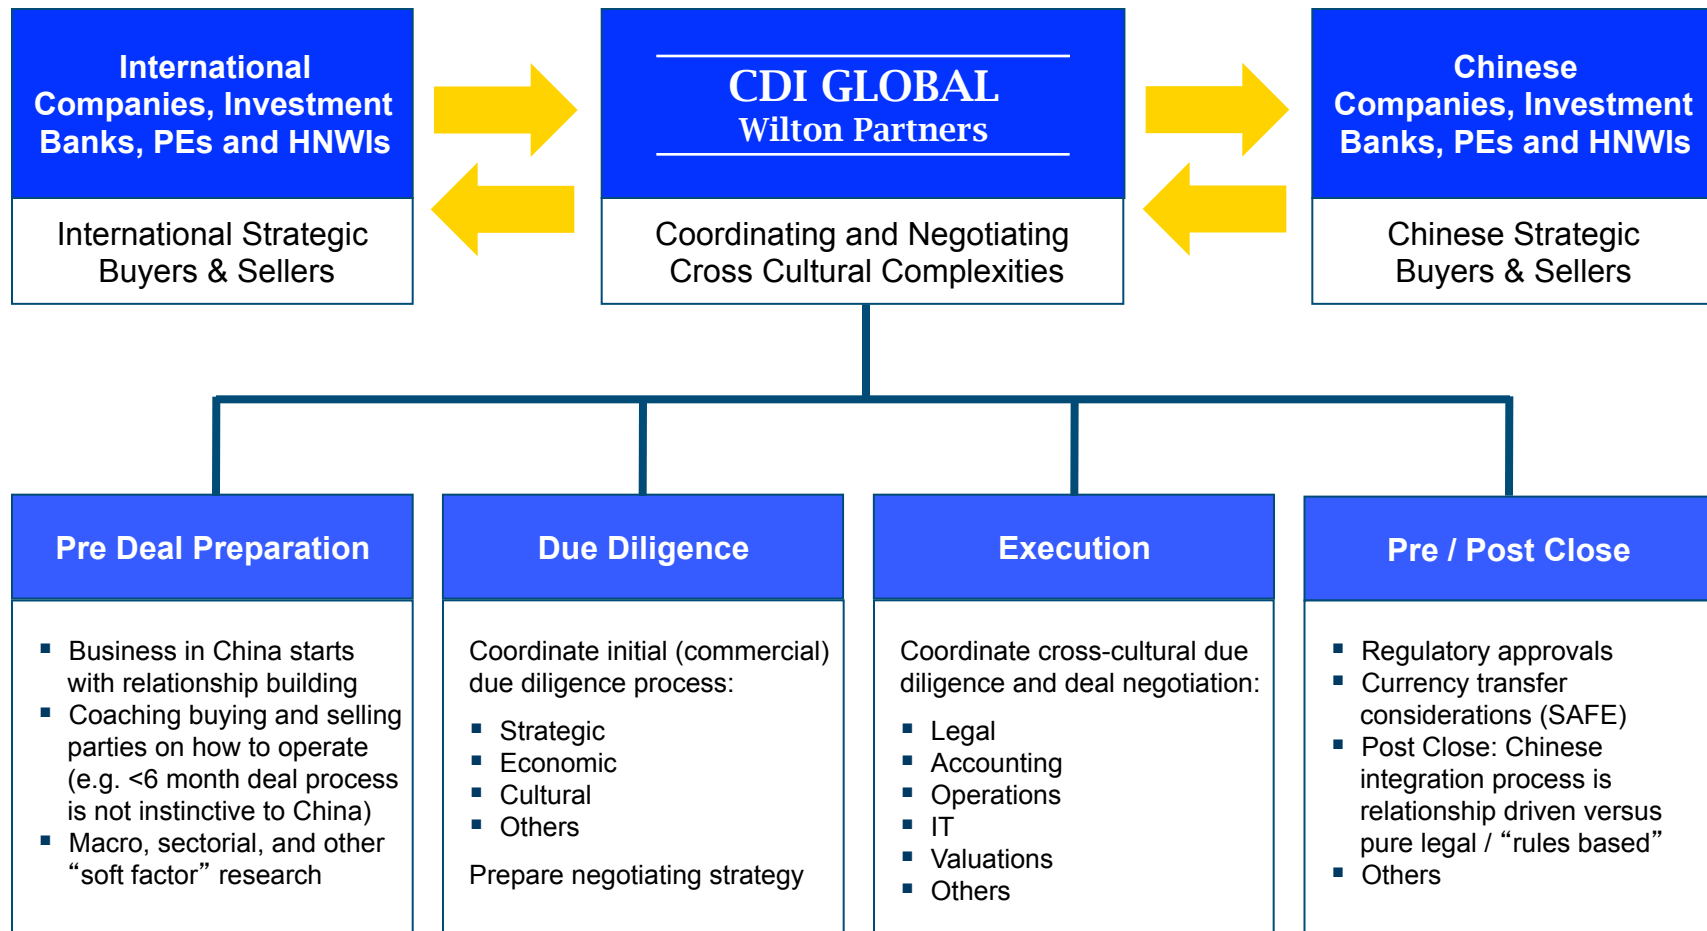 International
Companies, Investment
Banks, PEs and HNWIs
International Strategic
Buyers & Sellers
CDI GLOBAL
Wilton Partners
Coordinating and Negotiating
Cross Cultural Complexities
Chinese
Companies, Investment
Banks, PEs and HNWIs
Chinese Strategic
Buyers & Sellers
Pre Deal Preparation
▪ Business in China starts
with relationship building
▪ Coaching buying and selling
parties on how to operate
(e.g. <6 month deal process
is not instinctive to China)
▪ Macro, sectorial, and other
“soft factor” research
Due Diligence
Coordinate initial (commercial)
due diligence process:
▪ Strategic
▪ Economic
▪ Cultural
▪ Others
Prepare negotiating strategy
Execution
Coordinate cross-cultural due
diligence and deal negotiation:
▪ Legal
▪ Accounting
▪ Operations
▪ IT
▪ Valuations
▪ Others
Pre / Post Close
▪ Regulatory approvals
▪ Currency transfer
considerations (SAFE)
▪ Post Close: Chinese
integration process is
relationship driven versus
pure legal / “rules based”
▪ Others